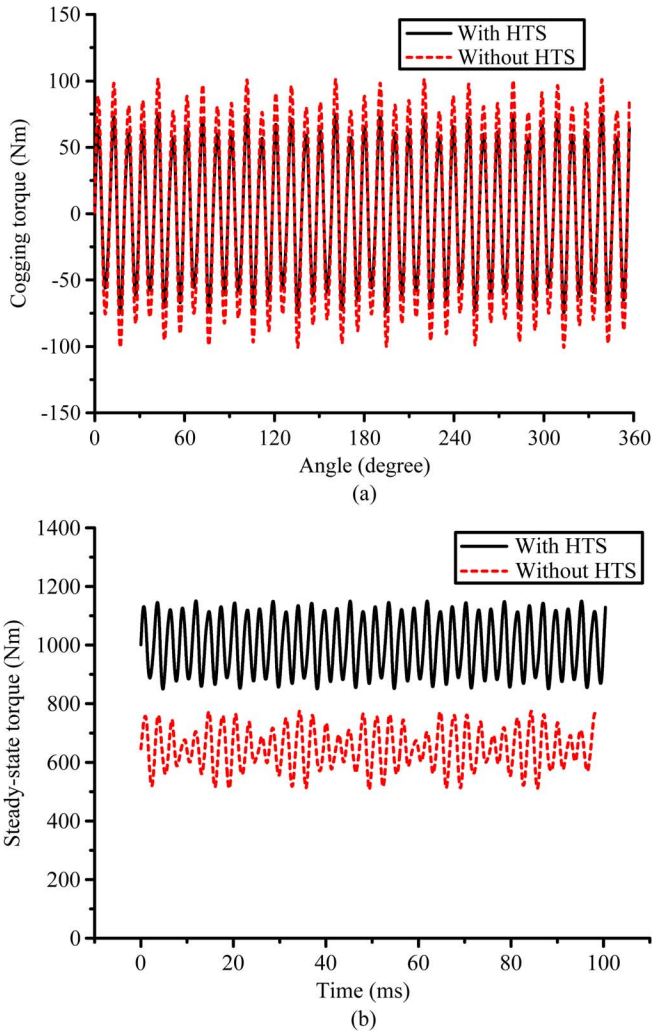 150
With HTS
Without HTS
100
50
0
-50
-100
-150
Cogging torque (Nm)
0 60 120 180 240 300 360
Angle (degree)
(a)
1400
With HTS
Without HTS
1200
1000
800
600
400
200
0
Steady-state torque (Nm)
0 20 40 60 80 100
Time (ms)
(b)